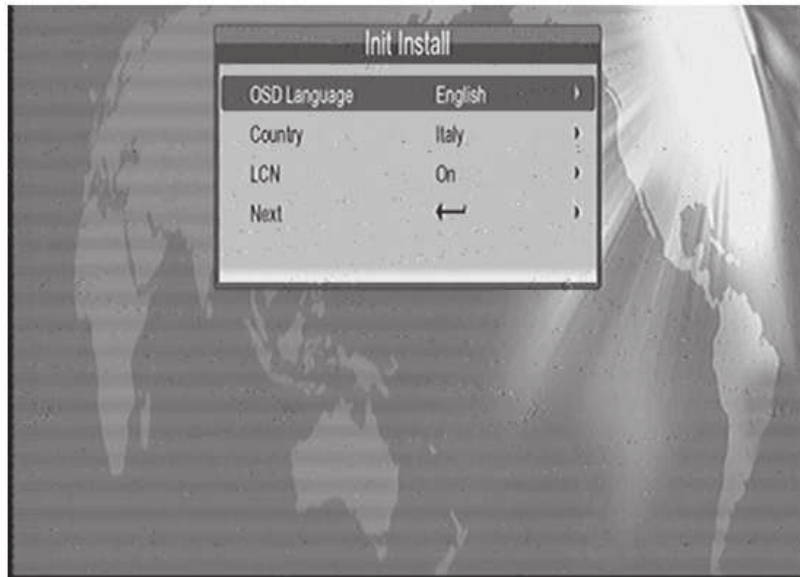 Init Install
OSD Language English
Country Italy
LCN On
Next